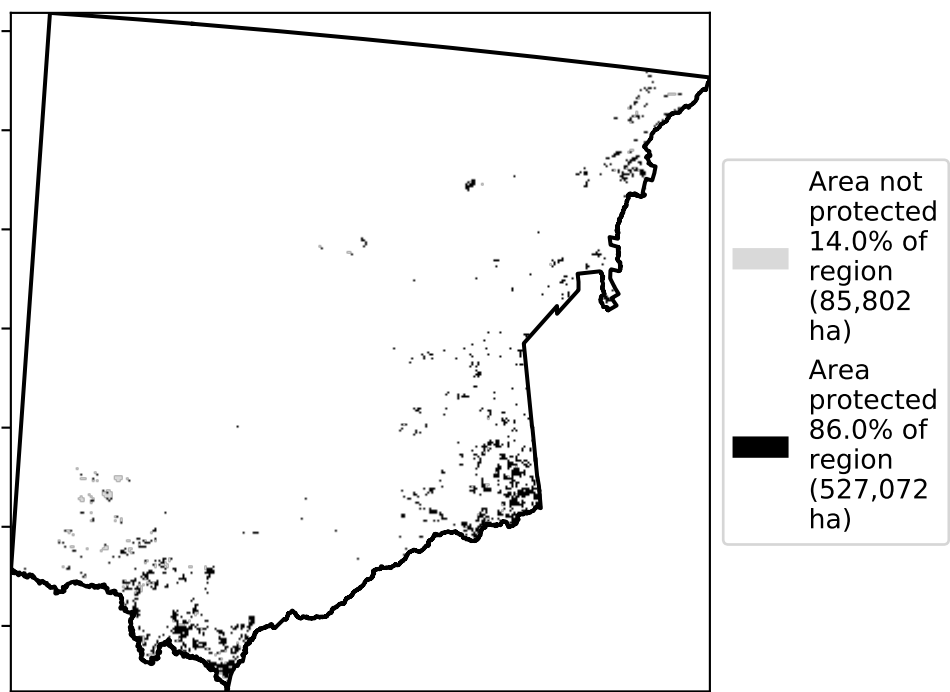 Area not
protected
14.0% of
region
(85,802
ha)
Area
protected
86.0% of
region
(527,072
ha)